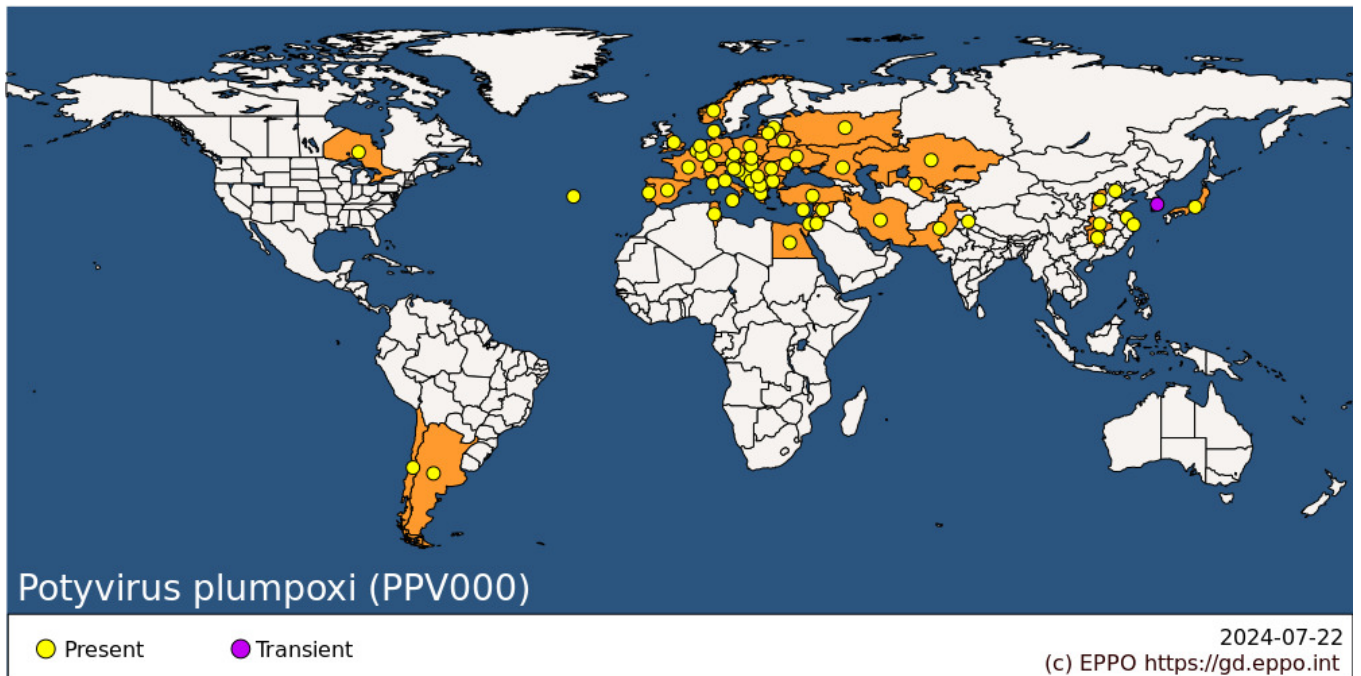 Potyvirus plumpoxi (PPV000)
Present
Transient
2024-07-22
(c) EPPO https://gd.eppo.int